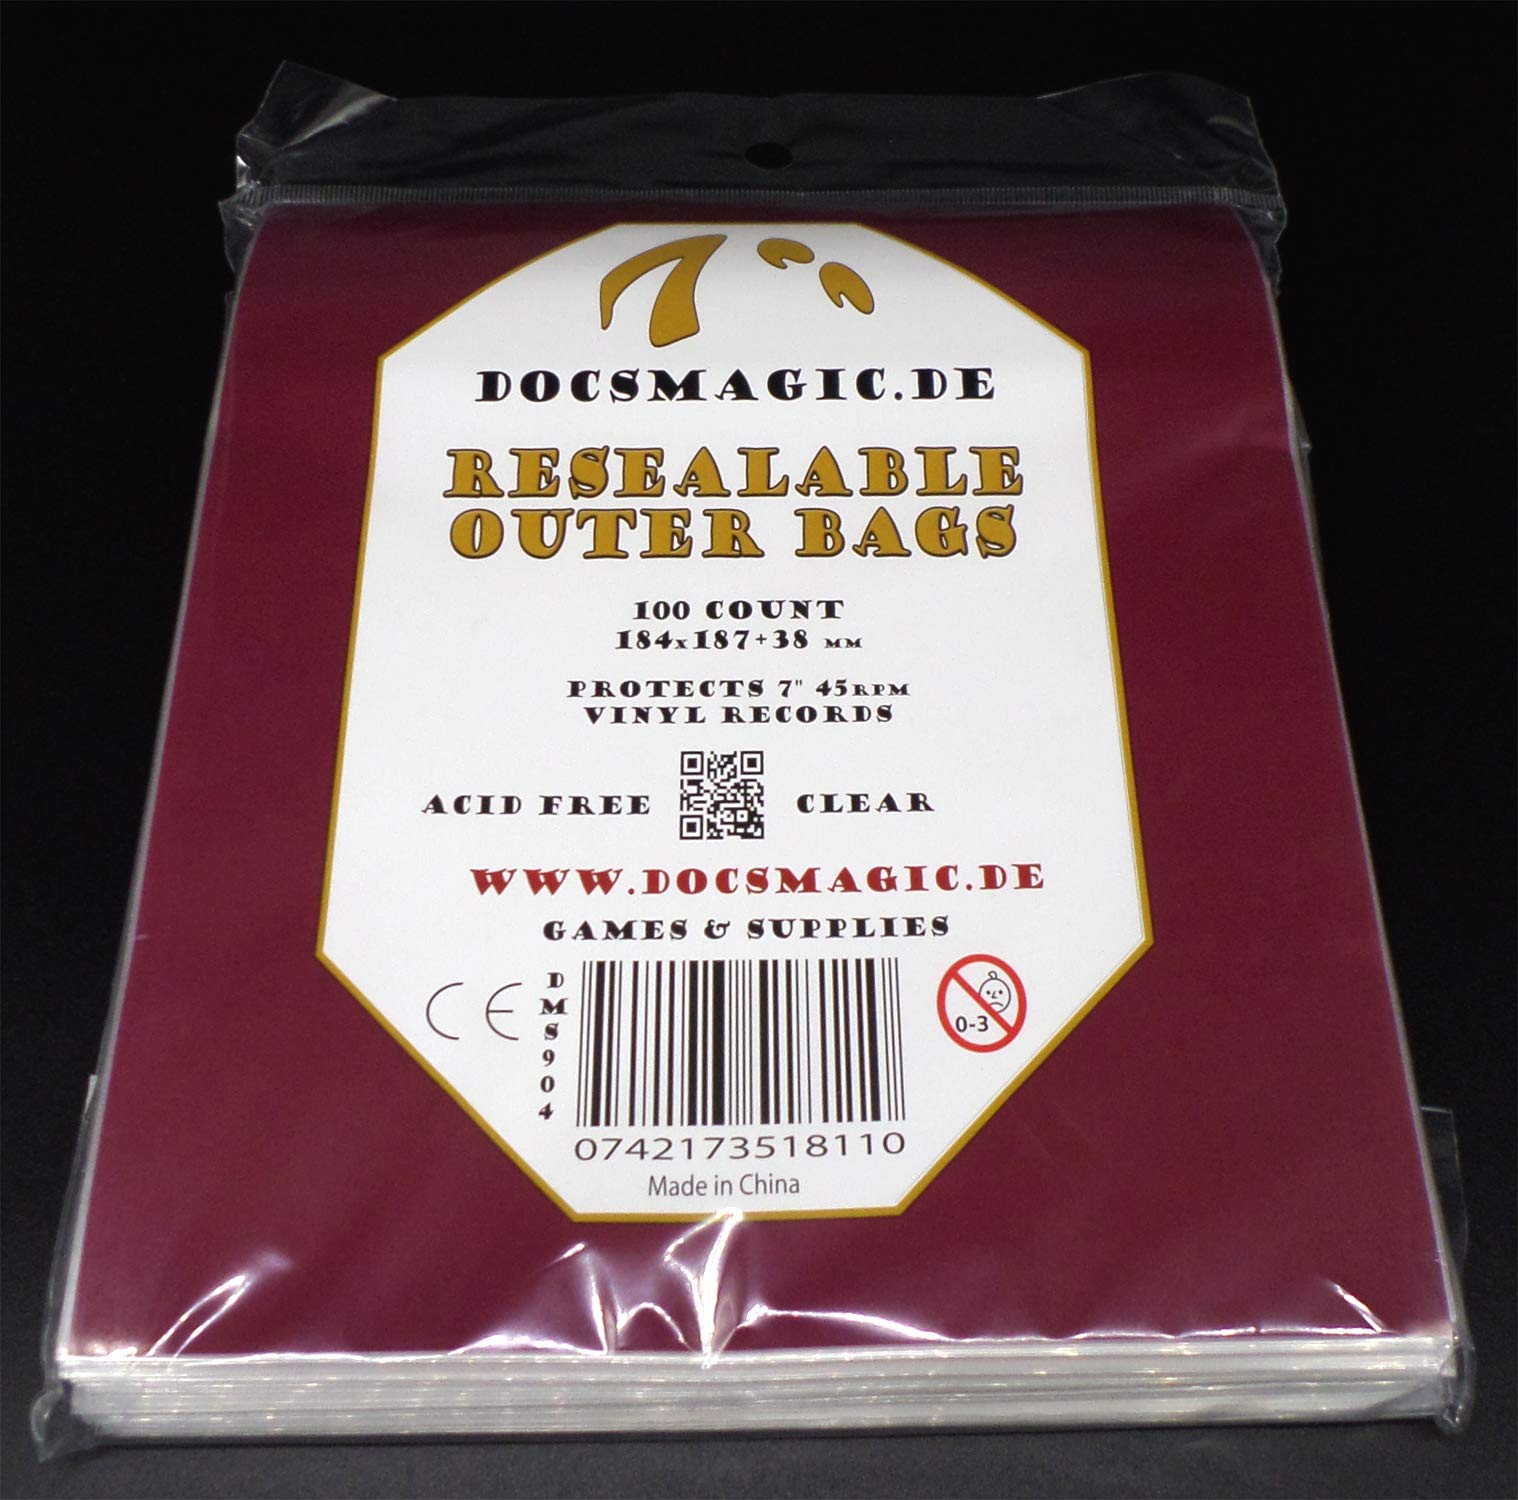 7"
DOCSMAGIC.DE
RESEALABLE
OUTER BAGS
100 COUNT
184x187+38 MM
PROTECTS 7" 45RPM
VINYL RECORDS
ACID FREE CLEAR
WWW.DOCSMAGIC.DE
GAMES & SUPPLIES
CE
DMS904
0-3
0742173518110
Made in China